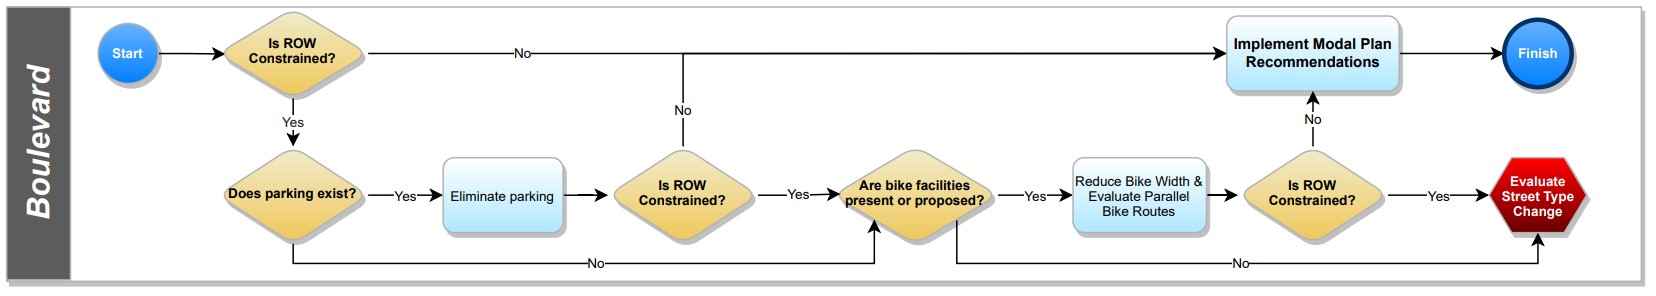 Boulevard
Start
Is ROW
Constrained?
No
Implement Modal Plan
Recommendations
Finish
Yes
No
No
Does parking exist?
Yes
Eliminate parking
Is ROW
Constrained?
Yes
Are bike facilities
present or proposed?
Yes
Reduce Bike Width &
Evaluate Parallel
Bike Routes
Is ROW
Constrained?
Yes
Evaluate
Street Type
Change
No
No